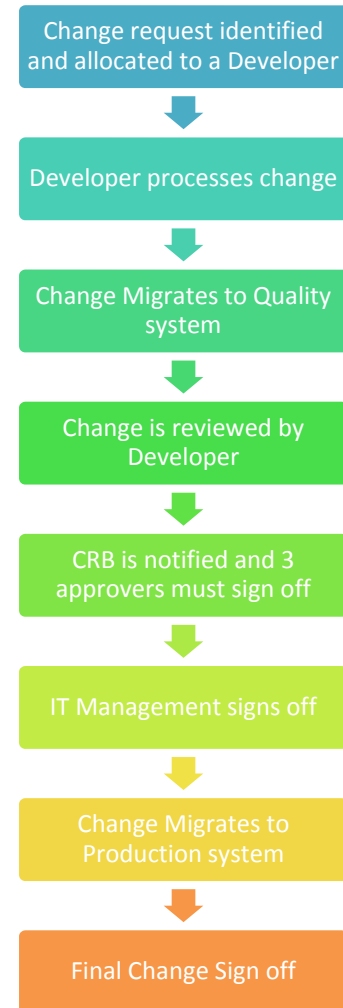 Change request identified
and allocated to a Developer
Developer processes change
Change Migrates to Quality
system
Change is reviewed by
Developer
CRB is notified and 3
approvers must sign off
IT Management signs off
Change Migrates to
Production system
Final Change Sign off